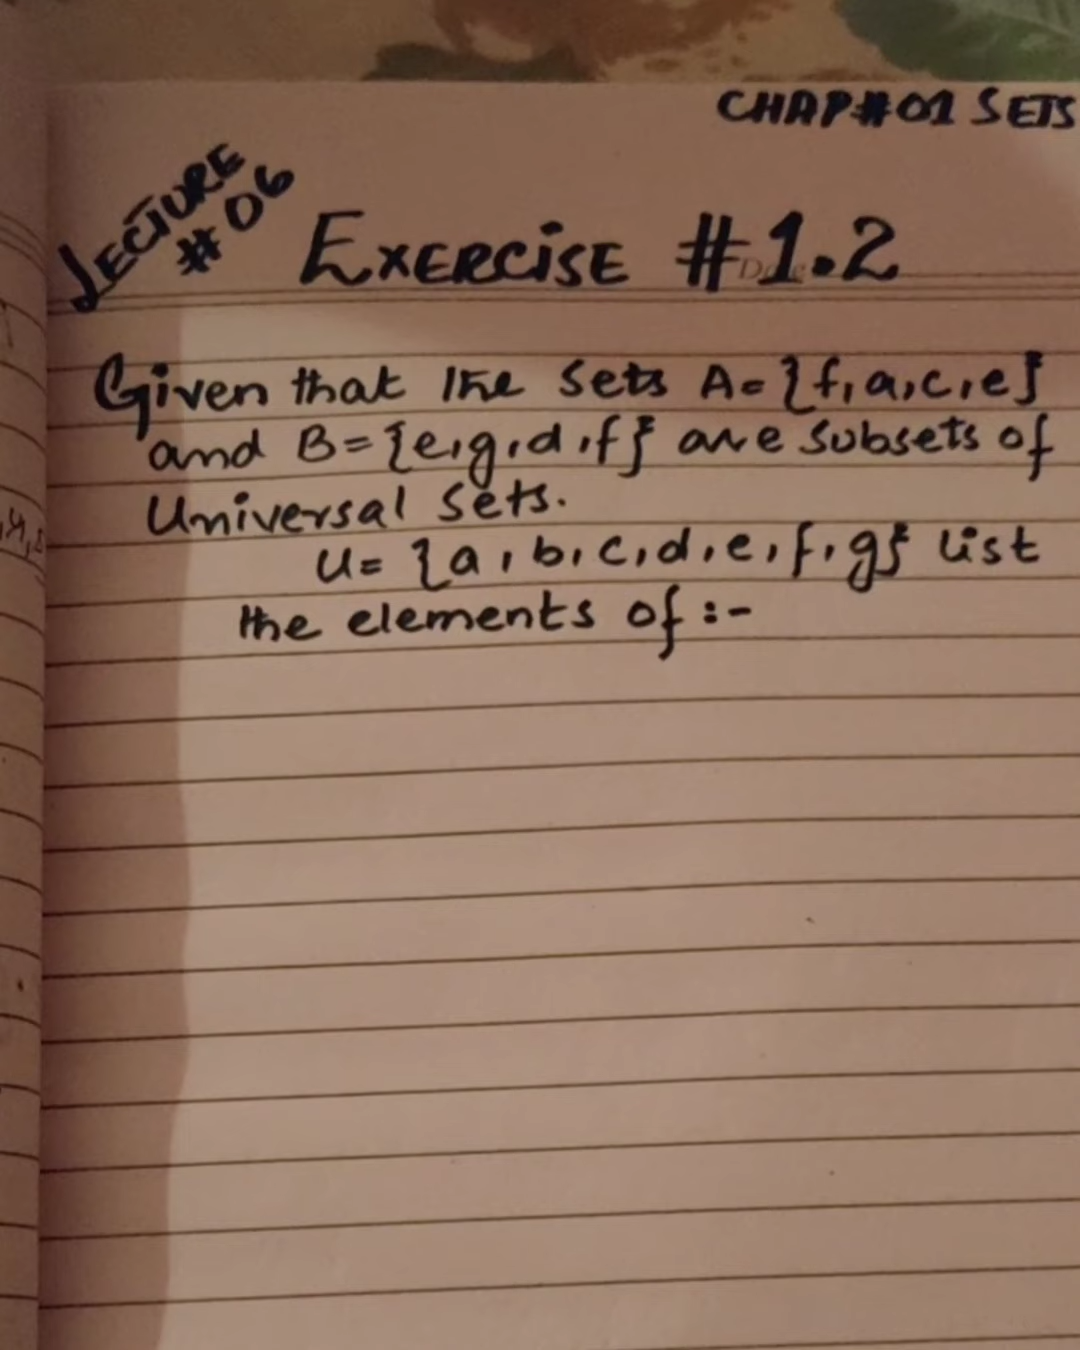 CHAP#01 SETS
LECTURE
#06
EXERCISE #1.2
Given that the Sets A={f,a,c,e}
and B={e,g,d,f} are subsets of
Universal Sets.
U={a,b,c,d,e,f,g} List
the elements of :-